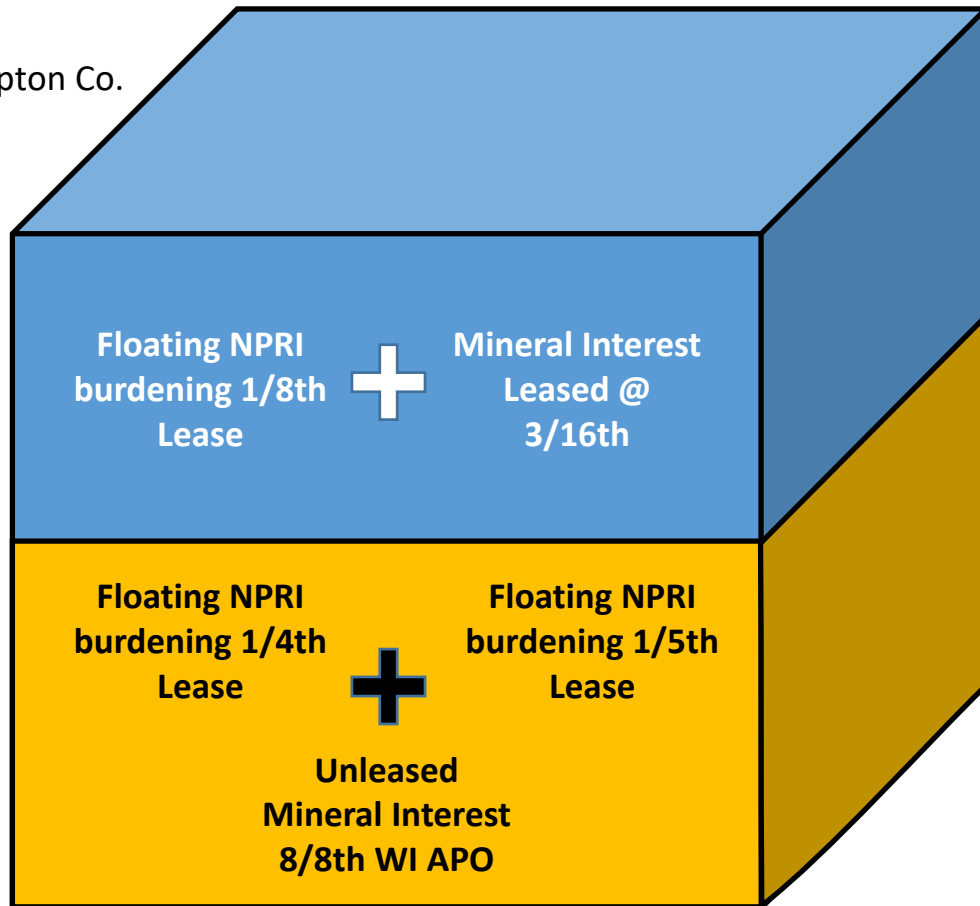 pton Co.
Floating NPRI
burdening 1/8th
Lease
Mineral Interest
Leased @
3/16th
Floating NPRI
burdening 1/4th
Lease
Floating NPRI
burdening 1/5th
Lease
Unleased
Mineral Interest
8/8th WI APO